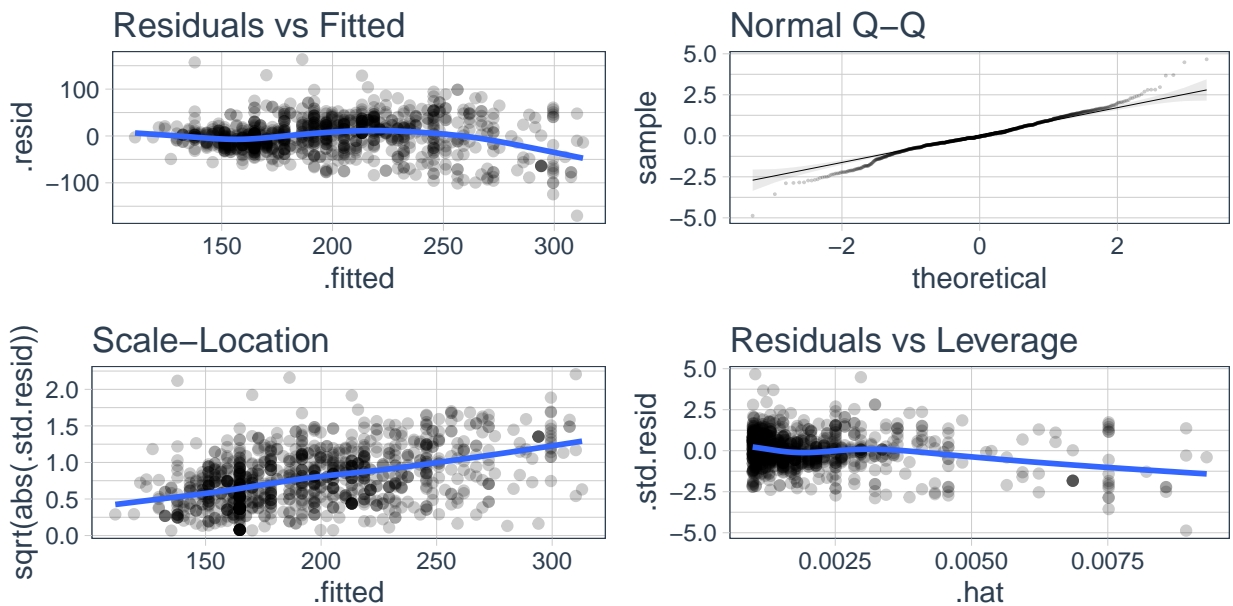 Residuals vs Fitted
.resid
100
0
−100
150
200
250
300
.fitted
Normal Q−Q
sample
5.0
2.5
0.0
−2.5
−5.0
−2
0
2
theoretical
Scale−Location
sqrt(abs(.std.resid))
2.0
1.5
1.0
0.5
0.0
150
200
250
300
.fitted
Residuals vs Leverage
.std.resid
5.0
2.5
0.0
−2.5
−5.0
0.0025
0.0050
0.0075
.hat